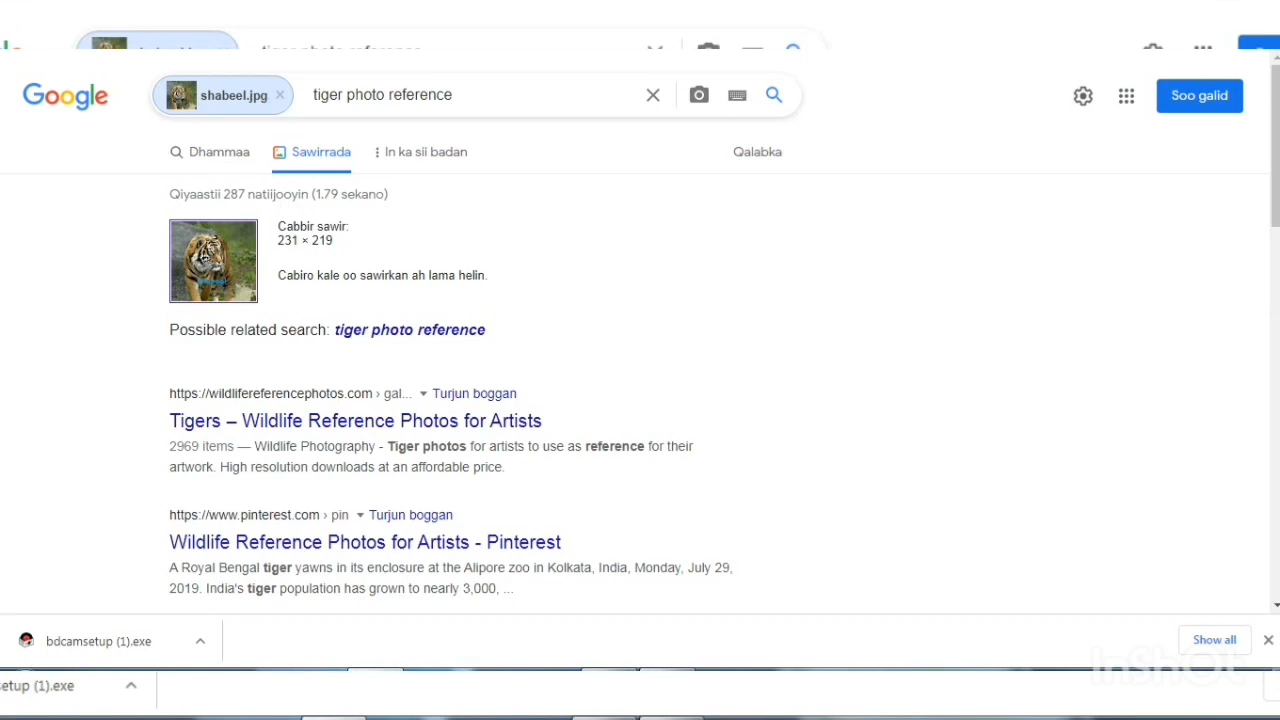 Google
shabeel.jpg
tiger photo reference
Soo galid
Dhammaa
Sawirrada
In ka sii badan
Qalabka
Qiyaastii 287 natiijooyin (1.79 sekano)
Cabbir sawir:
231 × 219
Cabiro kale oo sawirkan ah lama helin.
Possible related search: tiger photo reference
https://wildlifereferencephotos.com › gal... Turjun boggan
Tigers – Wildlife Reference Photos for Artists
2969 items — Wildlife Photography - Tiger photos for artists to use as reference for their
artwork. High resolution downloads at an affordable price.
https://www.pinterest.com › pin Turjun boggan
Wildlife Reference Photos for Artists - Pinterest
A Royal Bengal tiger yawns in its enclosure at the Alipore zoo in Kolkata, India, Monday, July 29,
2019. India's tiger population has grown to nearly 3,000, ...
bdcamsetup (1).exe
Show all
InShOt
setup (1).exe